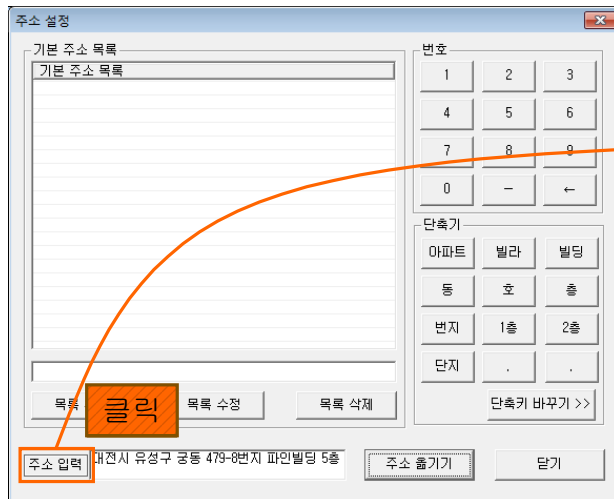 주소 설정
기본 주소 목록
기본 주소 목록
번호
1 2 3
4 5 6
7 8 9
0 - ←
단축기
아파트 빌라 빌딩
동 호 층
번지 1층 2층
단지 . .
목록 클릭 목록 수정 목록 삭제
단축키 바꾸기 >>
주소 입력 대전시 유성구 궁동 479-8번지 파인빌딩 5층 주소 옮기기 닫기